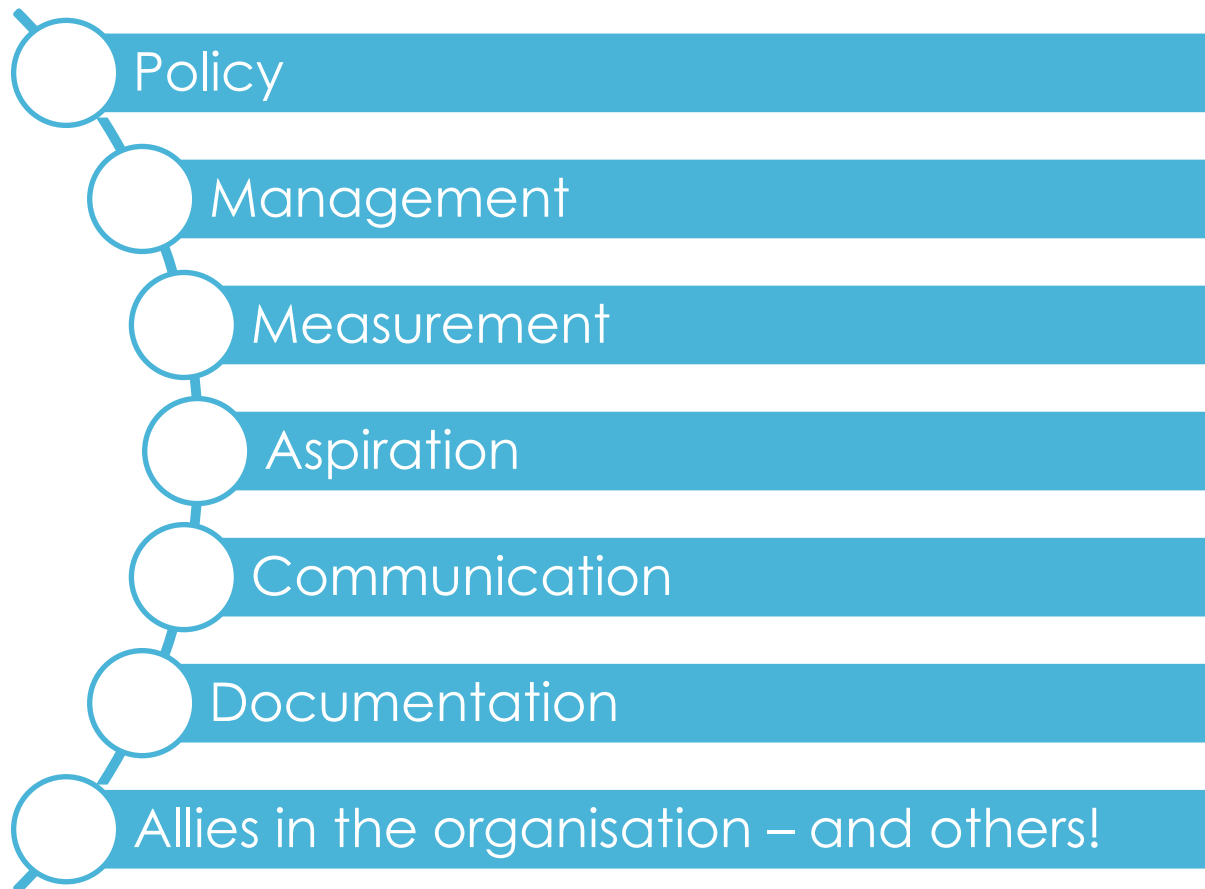 Policy
Management
Measurement
Aspiration
Communication
Documentation
Allies in the organisation – and others!